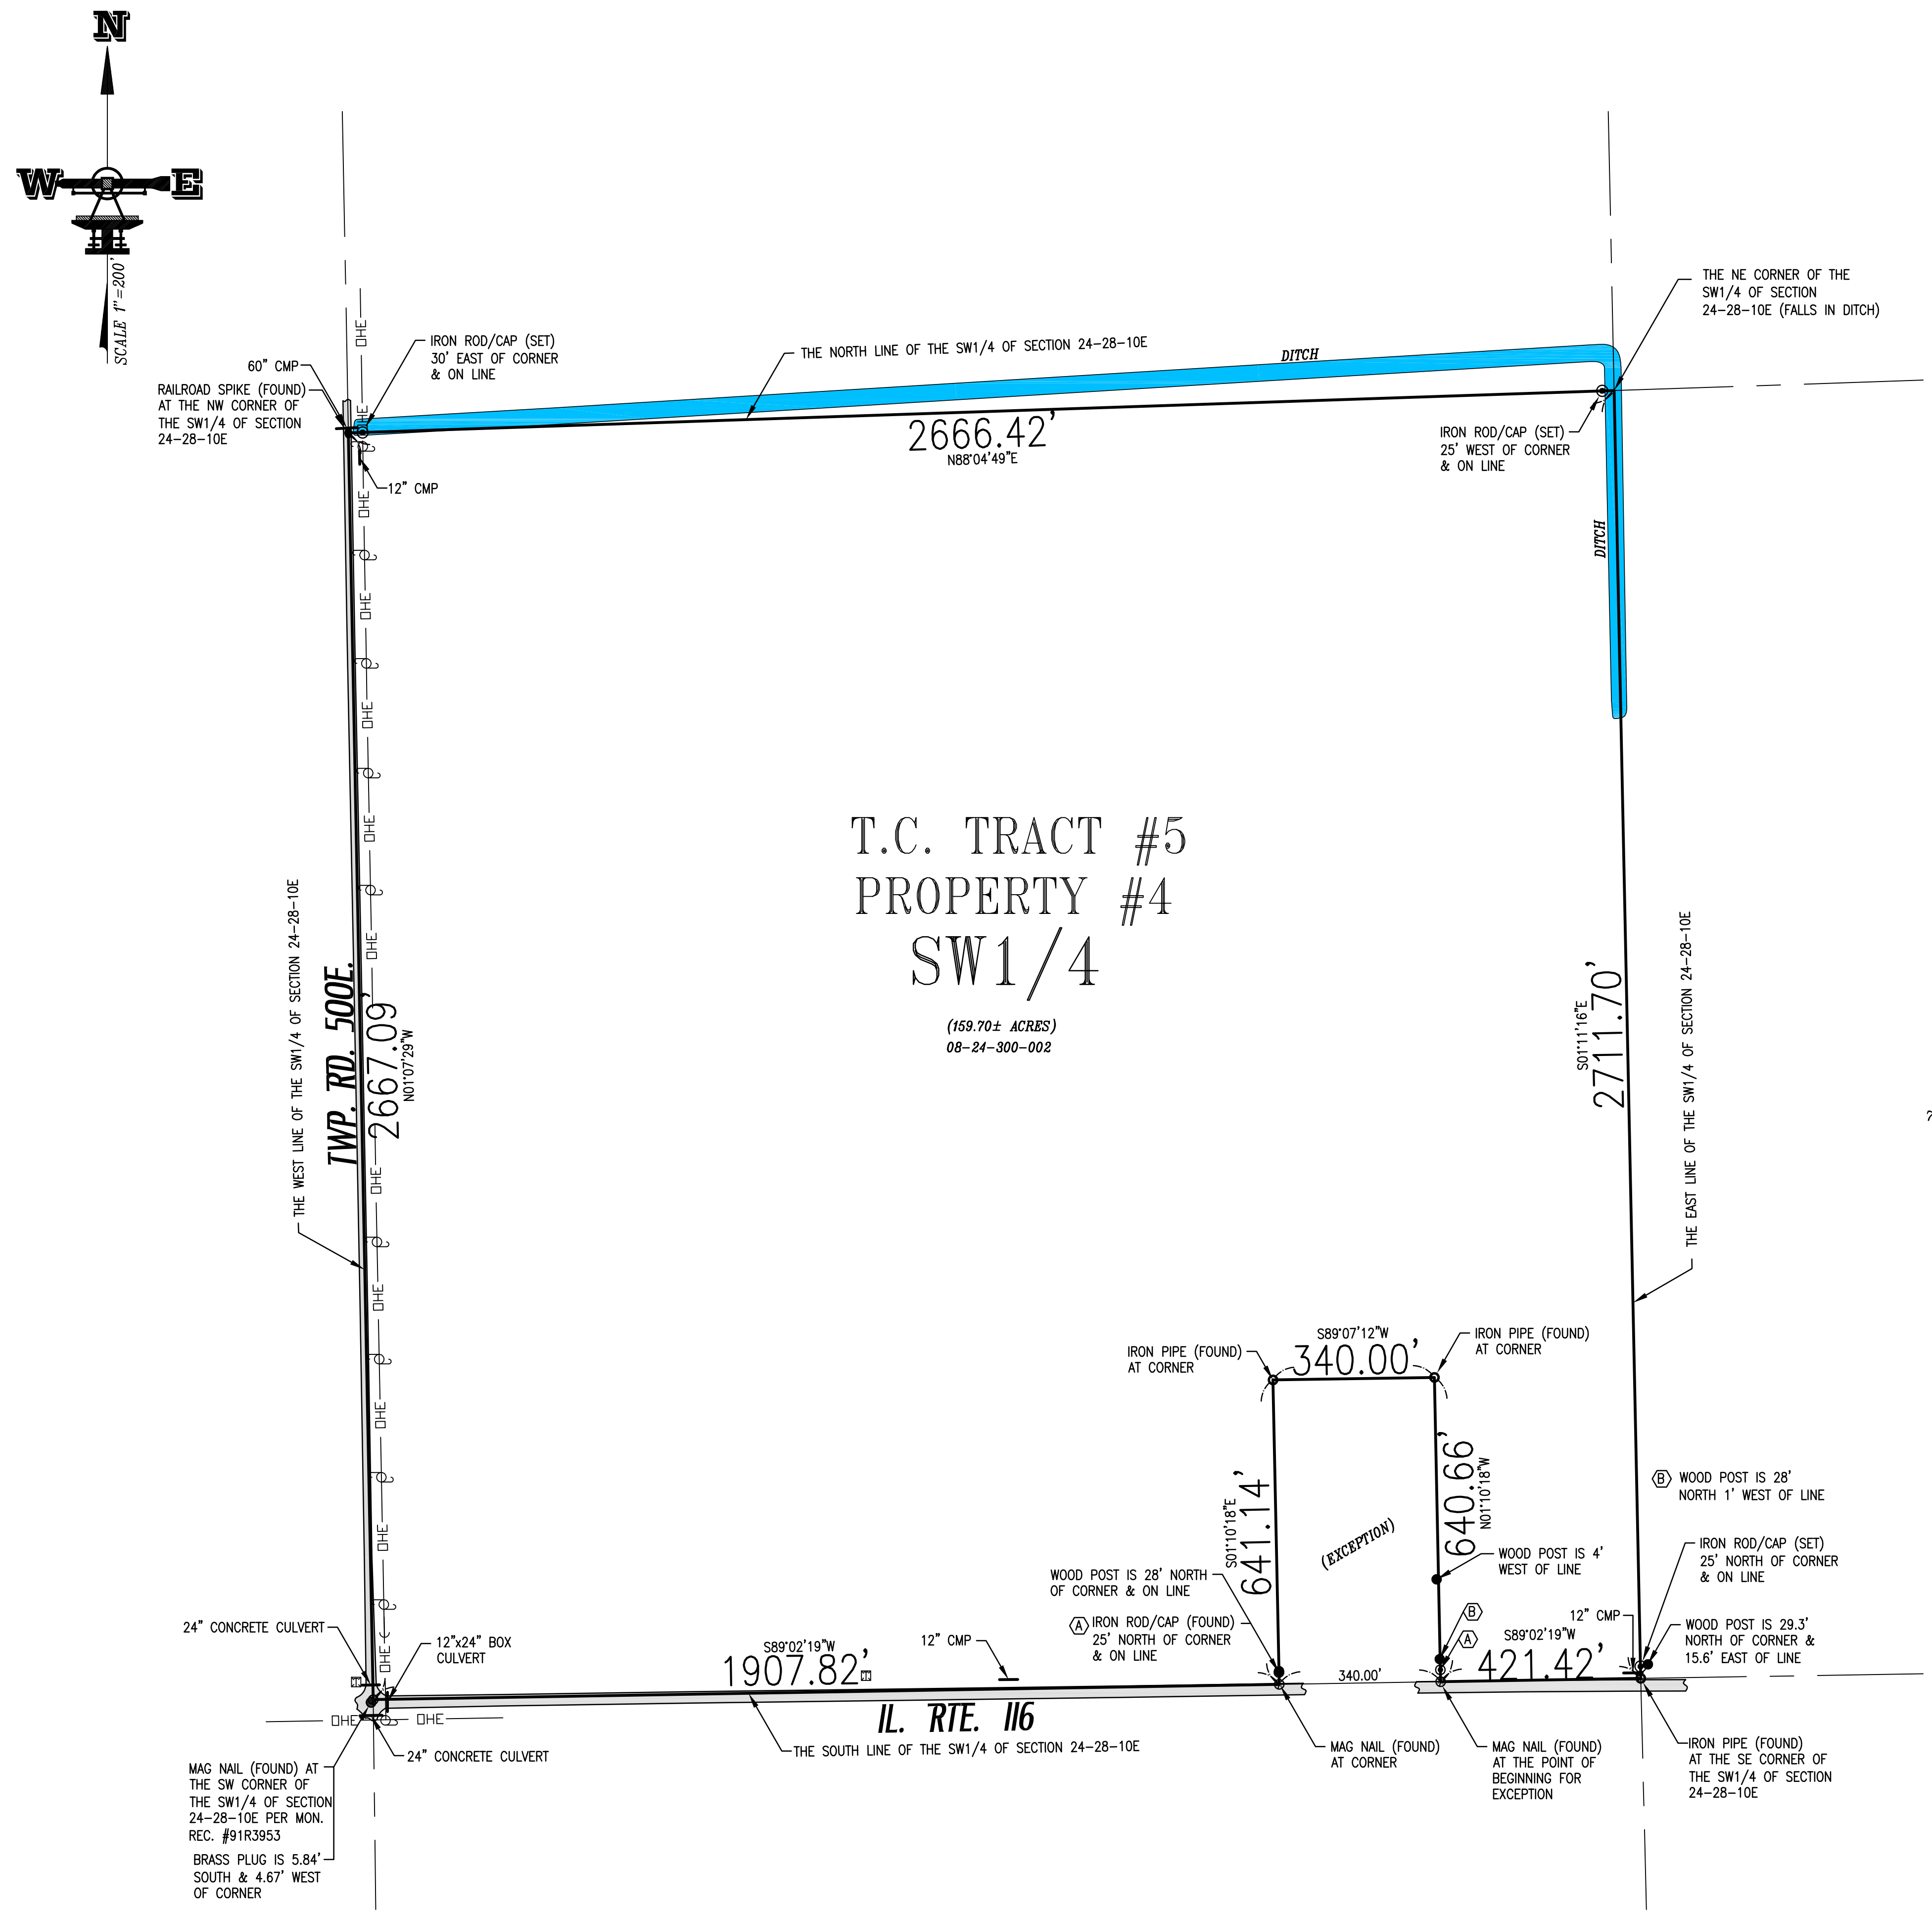 N
W E
SCALE 1"=200'
THE NE CORNER OF THE
SW1/4 OF SECTION
24-28-10E (FALLS IN DITCH)
OHE
IRON ROD/CAP (SET)
30' EAST OF CORNER
& ON LINE
THE NORTH LINE OF THE SW1/4 OF SECTION 24-28-10E
DITCH
60" CMP
RAILROAD SPIKE (FOUND)
AT THE NW CORNER OF
THE SW1/4 OF SECTION
24-28-10E
OHE
2666.42'
N88°04'49"E
IRON ROD/CAP (SET)
25' WEST OF CORNER
& ON LINE
12" CMP
OHE
DITCH
OHE
OHE
T.C. TRACT #5
PROPERTY #4
SW1/4
(159.70± ACRES)
08-24-300-002
OHE
OHE
THE WEST LINE OF THE SW1/4 OF SECTION 24-28-10E
TWP. RD. 500E.
2667.09'
N01°07'29"W
S01°11'16"E
2711.70'
THE EAST LINE OF THE SW1/4 OF SECTION 24-28-10E
OHE
OHE
OHE
S89°07'12"W
340.00'
IRON PIPE (FOUND)
AT CORNER
IRON PIPE (FOUND)
AT CORNER
S01°10'18"E
641.14'
(EXCEPTION)
640.66'
N01°10'18"W
B WOOD POST IS 28'
NORTH 1' WEST OF LINE
OHE
WOOD POST IS 4'
WEST OF LINE
IRON ROD/CAP (SET)
25' NORTH OF CORNER
& ON LINE
WOOD POST IS 28' NORTH
OF CORNER & ON LINE
A IRON ROD/CAP (FOUND)
25' NORTH OF CORNER
& ON LINE
B
A
12" CMP
WOOD POST IS 29.3'
NORTH OF CORNER &
15.6' EAST OF LINE
24" CONCRETE CULVERT
12"x24" BOX
CULVERT
OHE
S89°02'19"W
1907.82'
12" CMP
340.00'
S89°02'19"W
421.42'
OHE OHE
IL. RTE. 116
THE SOUTH LINE OF THE SW1/4 OF SECTION 24-28-10E
24" CONCRETE CULVERT
MAG NAIL (FOUND)
AT CORNER
MAG NAIL (FOUND)
AT THE POINT OF
BEGINNING FOR
EXCEPTION
IRON PIPE (FOUND)
AT THE SE CORNER OF
THE SW1/4 OF SECTION
24-28-10E
MAG NAIL (FOUND) AT
THE SW CORNER OF
THE SW1/4 OF SECTION
24-28-10E PER MON.
REC. #91R3953
BRASS PLUG IS 5.84'
SOUTH & 4.67' WEST
OF CORNER